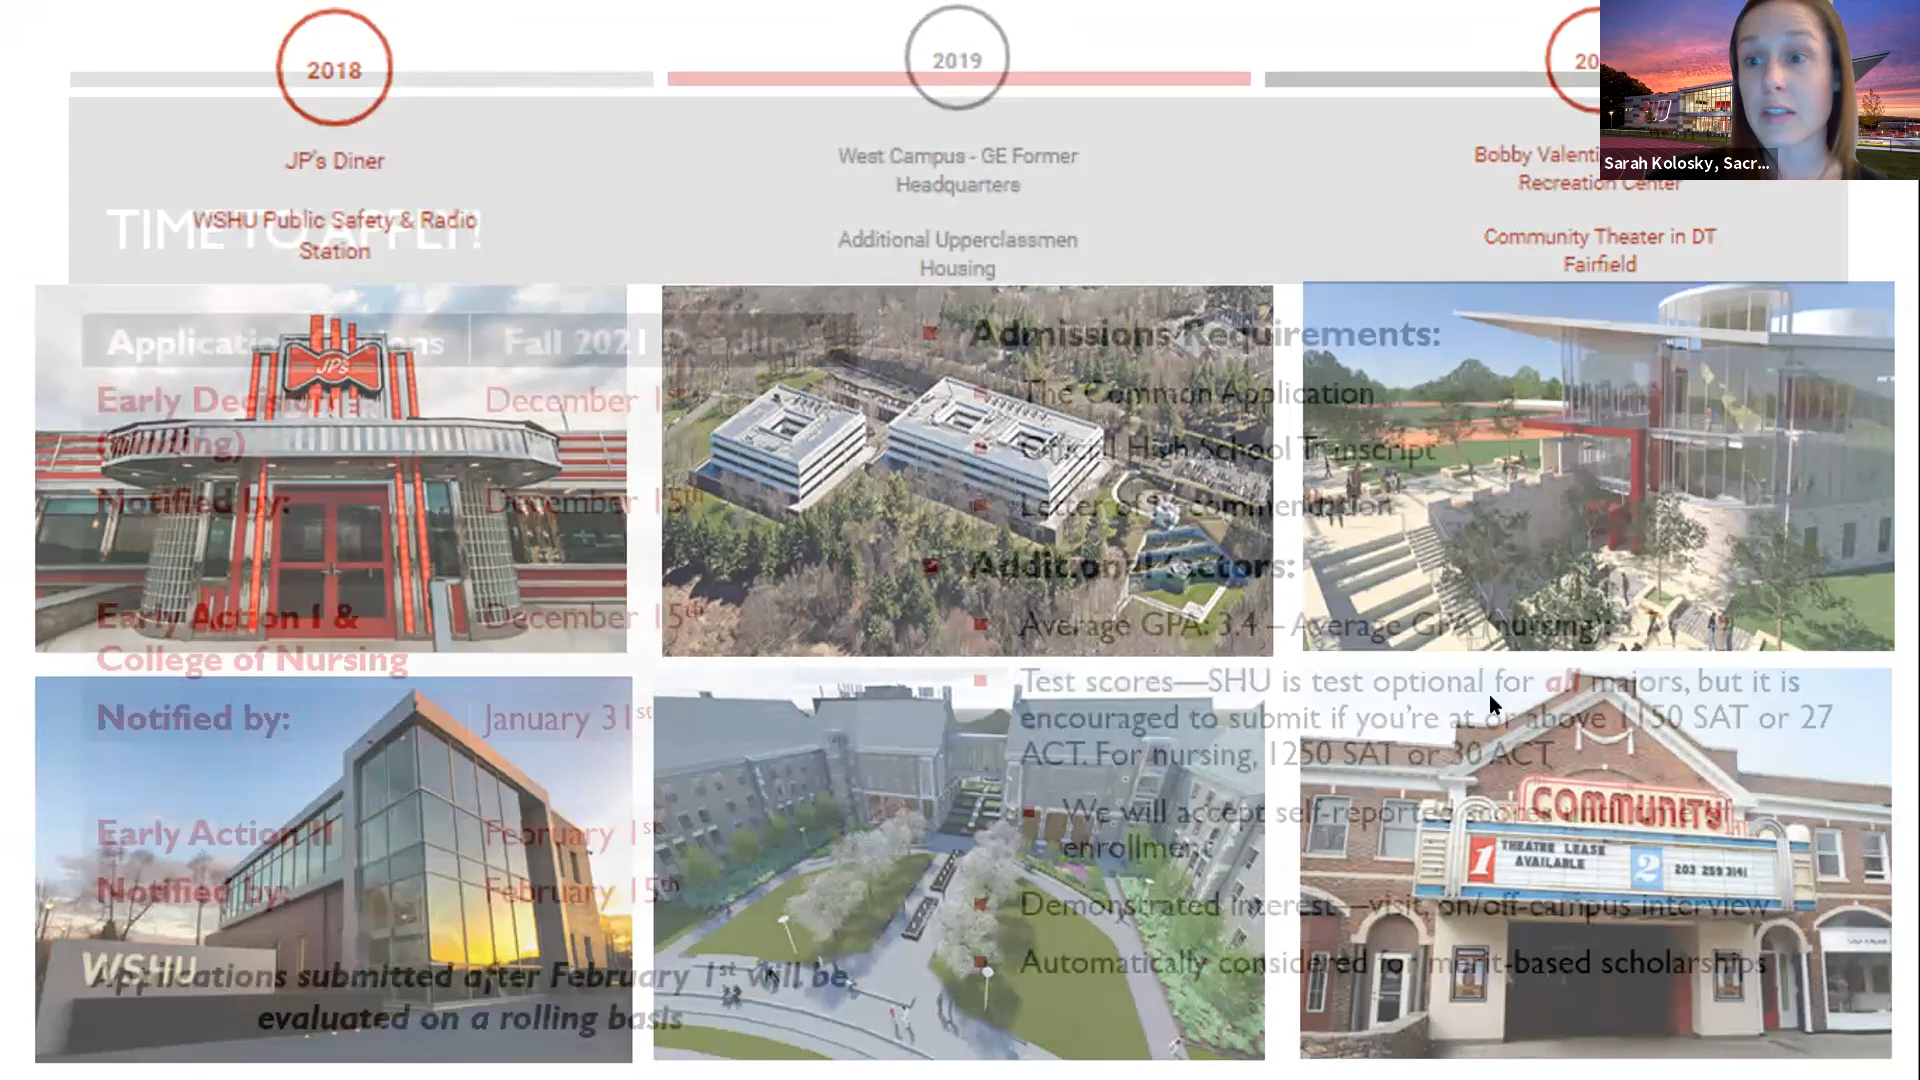 2018
2019
20
JP's Diner
WSHU Public Safety & Radio
Station
West Campus - GE Former
Headquarters
Additional Upperclassmen
Housing
Bobby Valenti
Recreation Center
Community Theater in DT
Fairfield
Sarah Kolosky, Sacr...
TIME TO APPLY!
Application
Fall 2021 Deadlin
Early Decision
(binding)
December 1st
Notified by:
December 15th
Early Action I &
College of Nursing
December 15th
Notified by:
January 31st
Early Action II
February 1st
Notified by:
February 15th
Applications submitted after February 1st will be
evaluated on a rolling basis
Admissions Requirements:
The Common Application
Official High School Transcript
Letter of Recommendation
Additional Factors:
Average GPA: 3.4 – Average GPA (nursing):
Test scores—SHU is test optional for all majors, but it is
encouraged to submit if you're at or above 1150 SAT or 27
ACT. For nursing, 1250 SAT or 30 ACT
We will accept self-reported scores
enrollment
Demonstrated interest—visit, on/off-campus interview
Automatically considered for merit-based scholarships
JP's
WSHU
COMMUNITY
1 THEATRE LEASE
AVAILABLE
2 203 259 3141